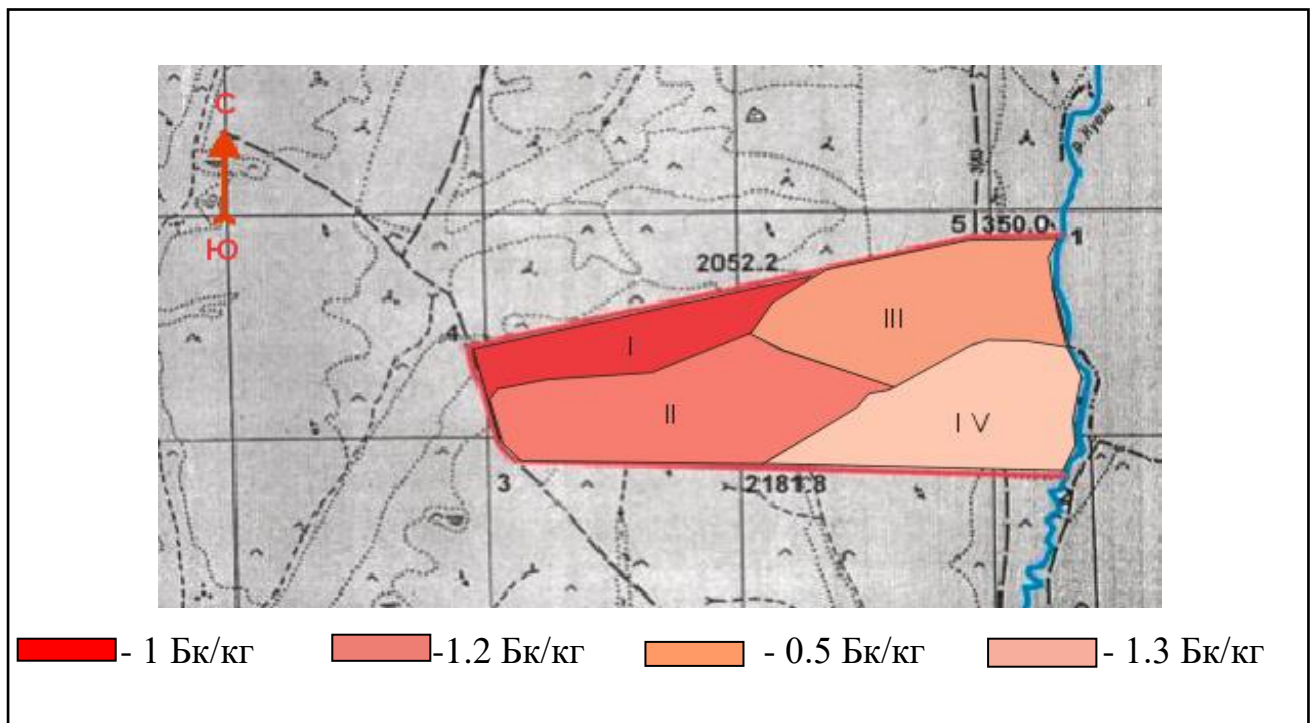 С
Ю
р. Нуохи
5 350.0 1
2052.2
III
4
I
II
I V
3
2181.8
- 1 Бк/кг
-1.2 Бк/кг
- 0.5 Бк/кг
- 1.3 Бк/кг